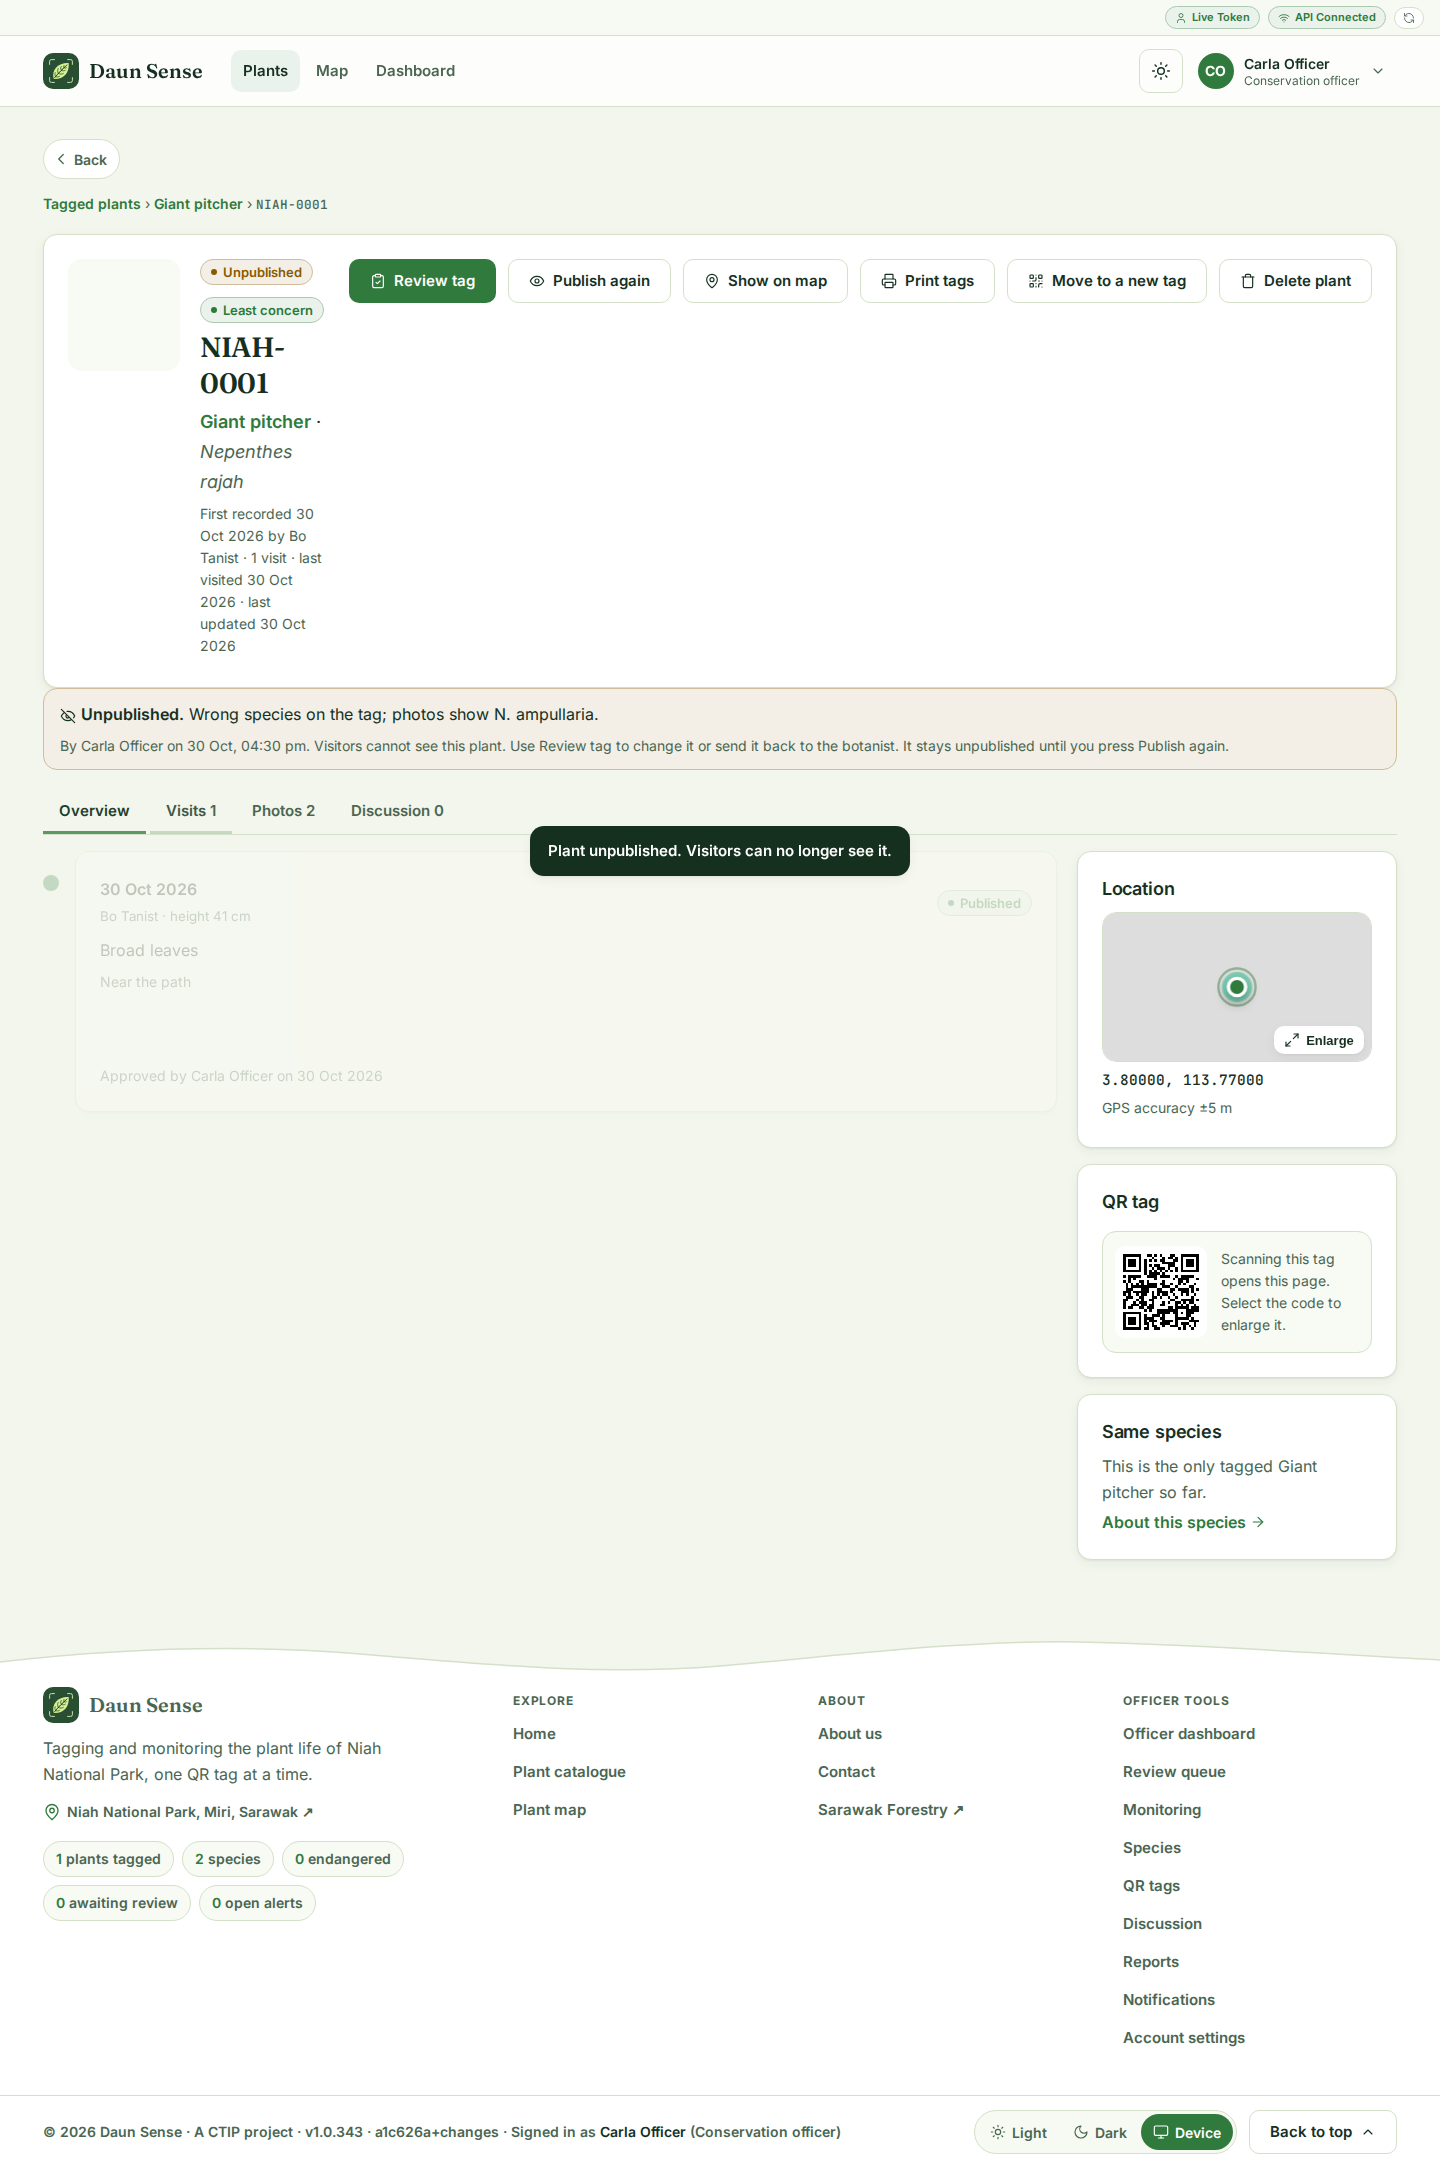 Live Token
API Connected
Daun Sense
Plants
Map
Dashboard
CO
Carla Officer
Conservation officer
Back
Tagged plants › Giant pitcher › NIAH-0001
Unpublished
Least concern
NIAH-
0001
Giant pitcher ·
Nepenthes
rajah
First recorded 30
Oct 2026 by Bo
Tanist · 1 visit · last
visited 30 Oct
2026 · last
updated 30 Oct
2026
Review tag
Publish again
Show on map
Print tags
Move to a new tag
Delete plant
Unpublished. Wrong species on the tag; photos show N. ampullaria.
By Carla Officer on 30 Oct, 04:30 pm. Visitors cannot see this plant. Use Review tag to change it or send it back to the botanist. It stays unpublished until you press Publish again.
Overview
Visits 1
Photos 2
Discussion 0
Plant unpublished. Visitors can no longer see it.
30 Oct 2026
Bo Tanist · height 41 cm
Published
Broad leaves
Near the path
Approved by Carla Officer on 30 Oct 2026
Location
Enlarge
3.80000, 113.77000
GPS accuracy ±5 m
QR tag
Scanning this tag
opens this page.
Select the code to
enlarge it.
Same species
This is the only tagged Giant
pitcher so far.
About this species →
Daun Sense
Tagging and monitoring the plant life of Niah
National Park, one QR tag at a time.
Niah National Park, Miri, Sarawak ↗
1 plants tagged
2 species
0 endangered
0 awaiting review
0 open alerts
EXPLORE
Home
Plant catalogue
Plant map
ABOUT
About us
Contact
Sarawak Forestry ↗
OFFICER TOOLS
Officer dashboard
Review queue
Monitoring
Species
QR tags
Discussion
Reports
Notifications
Account settings
© 2026 Daun Sense · A CTIP project · v1.0.343 · a1c626a+changes · Signed in as Carla Officer (Conservation officer)
Light
Dark
Device
Back to top